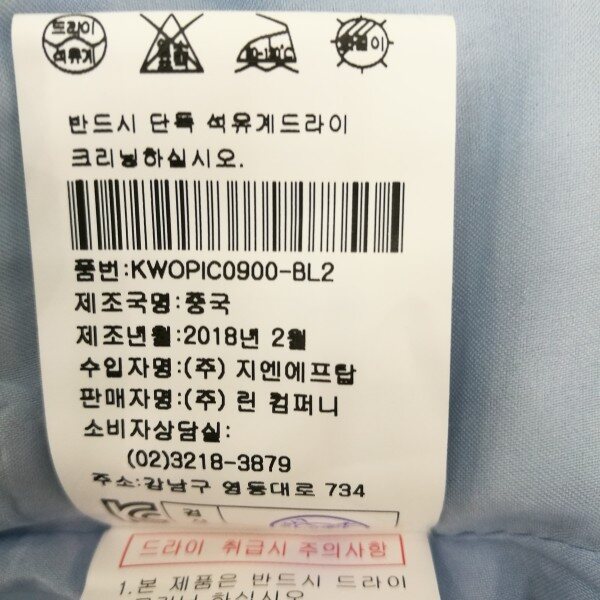 드라이
석유계
반드시 단독 석유계드라이
크리닝하십시오.
품번:KWOPIC0900-BL2
제조국명:중국
제조년월:2018년 2월
수입자명:(주) 지엔에프탑
판매자명:(주) 린 컴퍼니
소비자상담실:
(02)3218-3879
주소:강남구 영동대로 734
드라이 취급시 주의사항
1.본 제품은 반드시 드라이